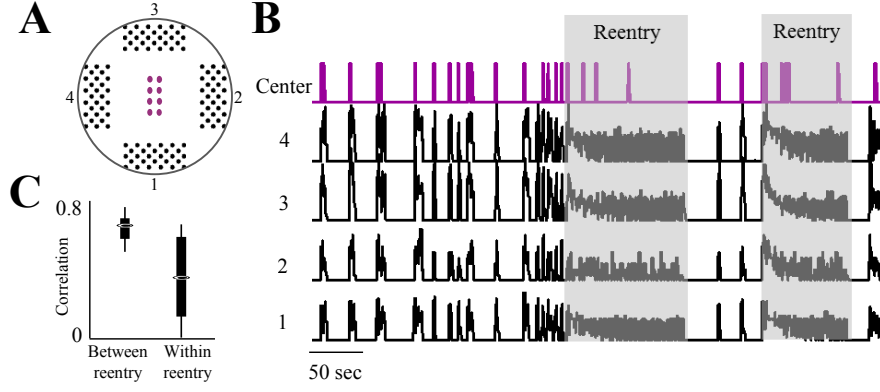 A
3
4
2
1
B
Reentry
Reentry
Center
4
3
2
1
50 sec
C
0.8
Correlation
0
Between
reentry
Within
reentry